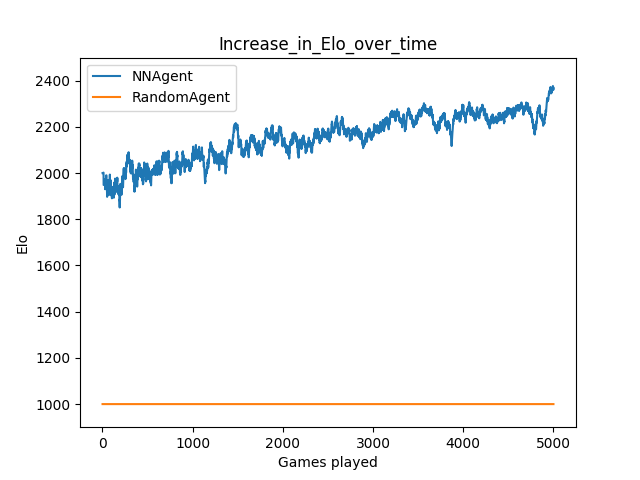 Increase_in_Elo_over_time
NNAgent
RandomAgent
2400
2200
2000
1800
1600
1400
1200
1000
Elo
0 1000 2000 3000 4000 5000
Games played